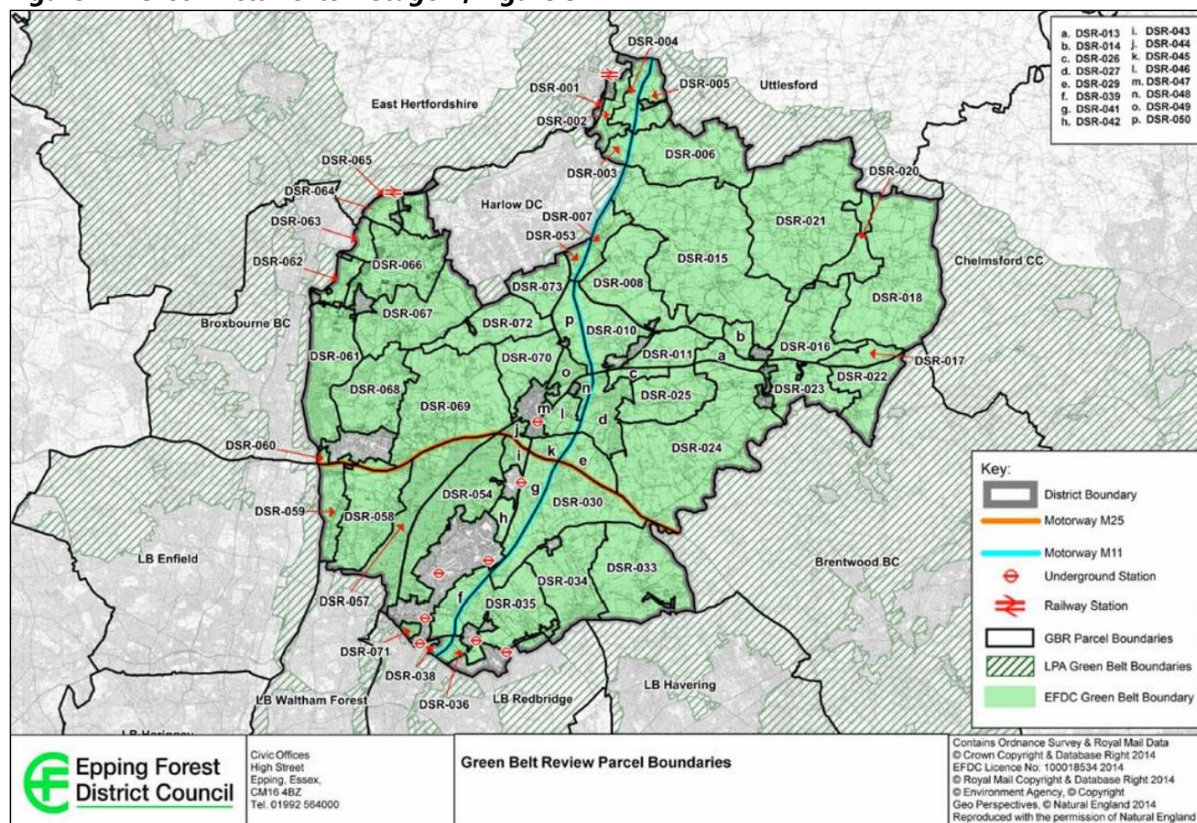 a. DSR-013 i. DSR-043
b. DSR-014 j. DSR-044
c. DSR-026 k. DSR-045
d. DSR-027 l. DSR-046
e. DSR-029 m. DSR-047
f. DSR-039 n. DSR-048
g. DSR-041 o. DSR-049
h. DSR-042 p. DSR-050
DSR-004
DSR-001
DSR-005
Uttlesford
East Hertfordshire
DSR-002
DSR-006
DSR-065
DSR-003
DSR-020
DSR-064
Harlow DC
DSR-063
DSR-007
DSR-021
DSR-053
DSR-062
DSR-066
DSR-015
Chelmsford CC
DSR-073
DSR-008
DSR-018
DSR-067
Broxbourne BC
DSR-072
p
DSR-010
b
DSR-061
DSR-016
DSR-011
a
DSR-070
DSR-017
o
c
DSR-022
n
DSR-023
DSR-068
DSR-025
m
l
DSR-069
d
j
DSR-024
DSR-060
k
i
e
DSR-054
g
DSR-030
DSR-059
DSR-058
h
LB Enfield
Brentwood BC
DSR-033
DSR-034
f
DSR-057
DSR-035
DSR-071
DSR-038
LB Havering
LB Waltham Forest
DSR-036
LB Redbridge
Key:
District Boundary
Motorway M25
Motorway M11
Underground Station
Railway Station
GBR Parcel Boundaries
LPA Green Belt Boundaries
EFDC Green Belt Boundary
Epping Forest
District Council
Civic Offices
High Street
Epping, Essex,
CM16 4BZ
Tel. 01992 564000
Green Belt Review Parcel Boundaries
Contains Ordnance Survey & Royal Mail Data
© Crown Copyright & Database Right 2014
EFDC Licence No: 100018534 2014
© Royal Mail Copyright & Database Right 2014
© Environment Agency, © Copyright
Geo Perspectives, © Natural England 2014
Reproduced with the permission of Natural England